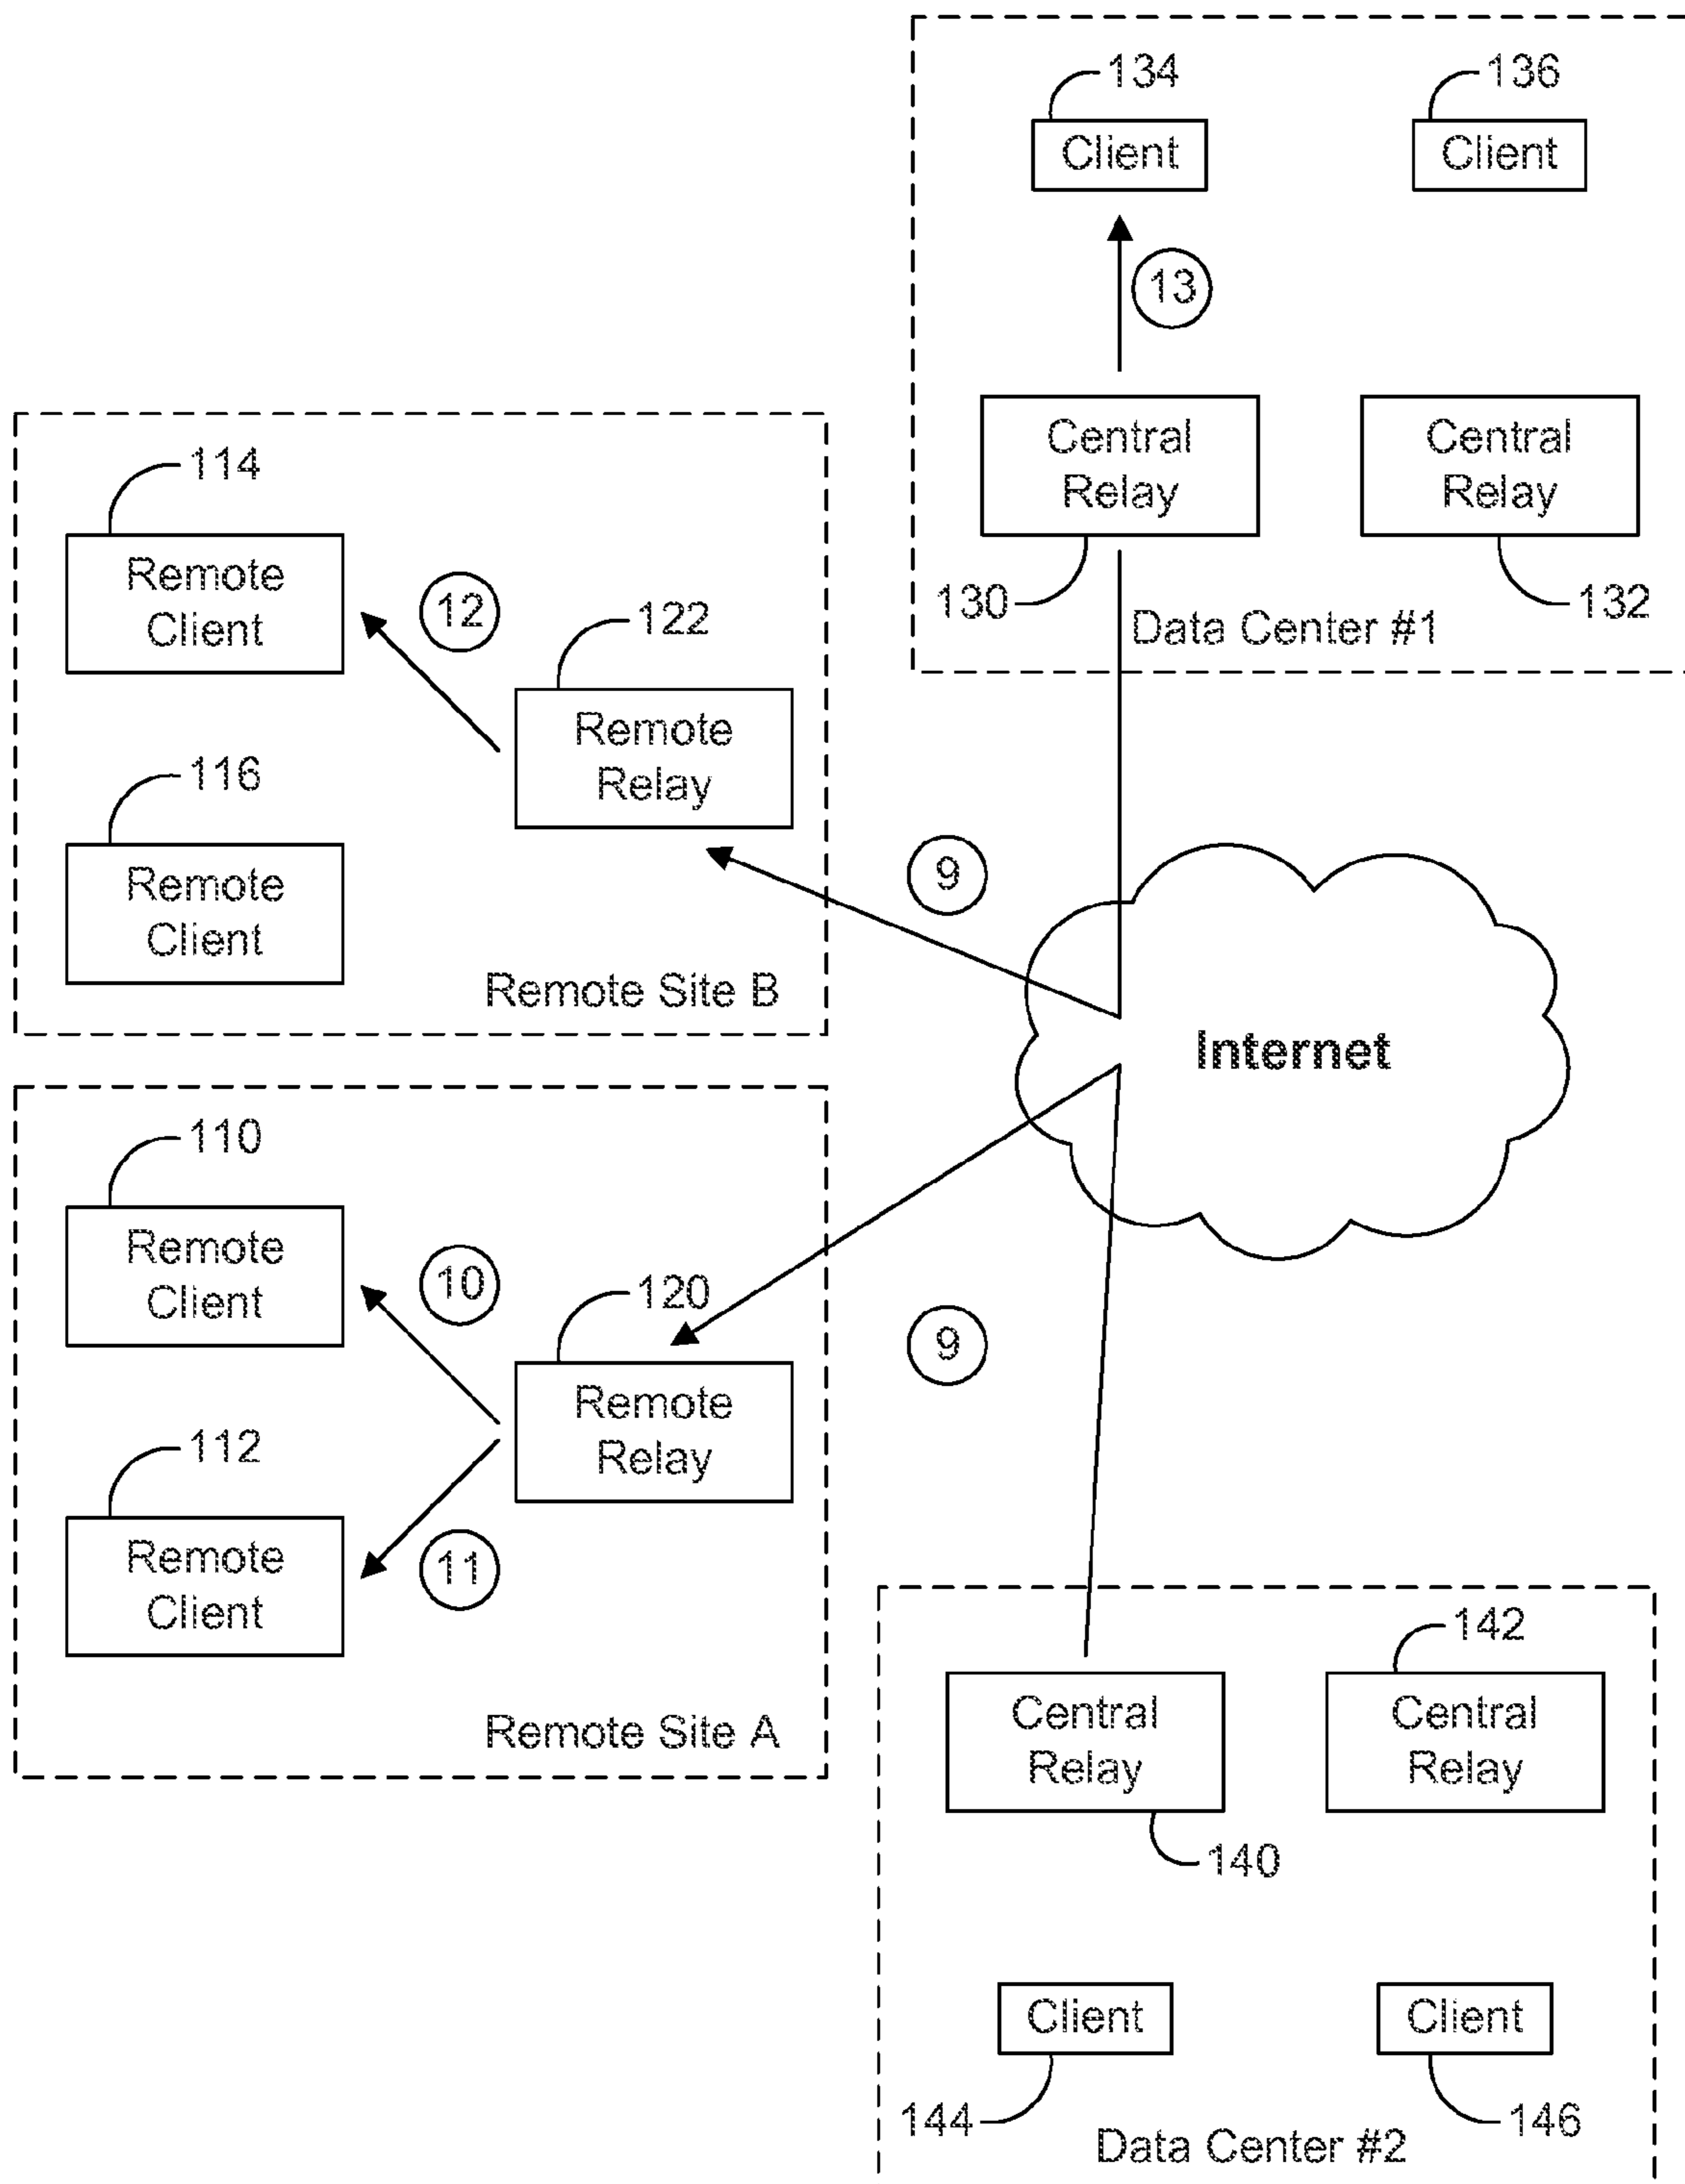 134
136
Client
Client
13
Central
Relay
Central
Relay
130
132
Data Center #1
114
Remote
Client
12
122
Remote
Relay
116
Remote
Client
Remote Site B
9
Internet
110
Remote
Client
10
120
Remote
Relay
112
Remote
Client
11
Remote Site A
9
142
Central
Relay
Central
Relay
140
Client
Client
144
146
Data Center #2